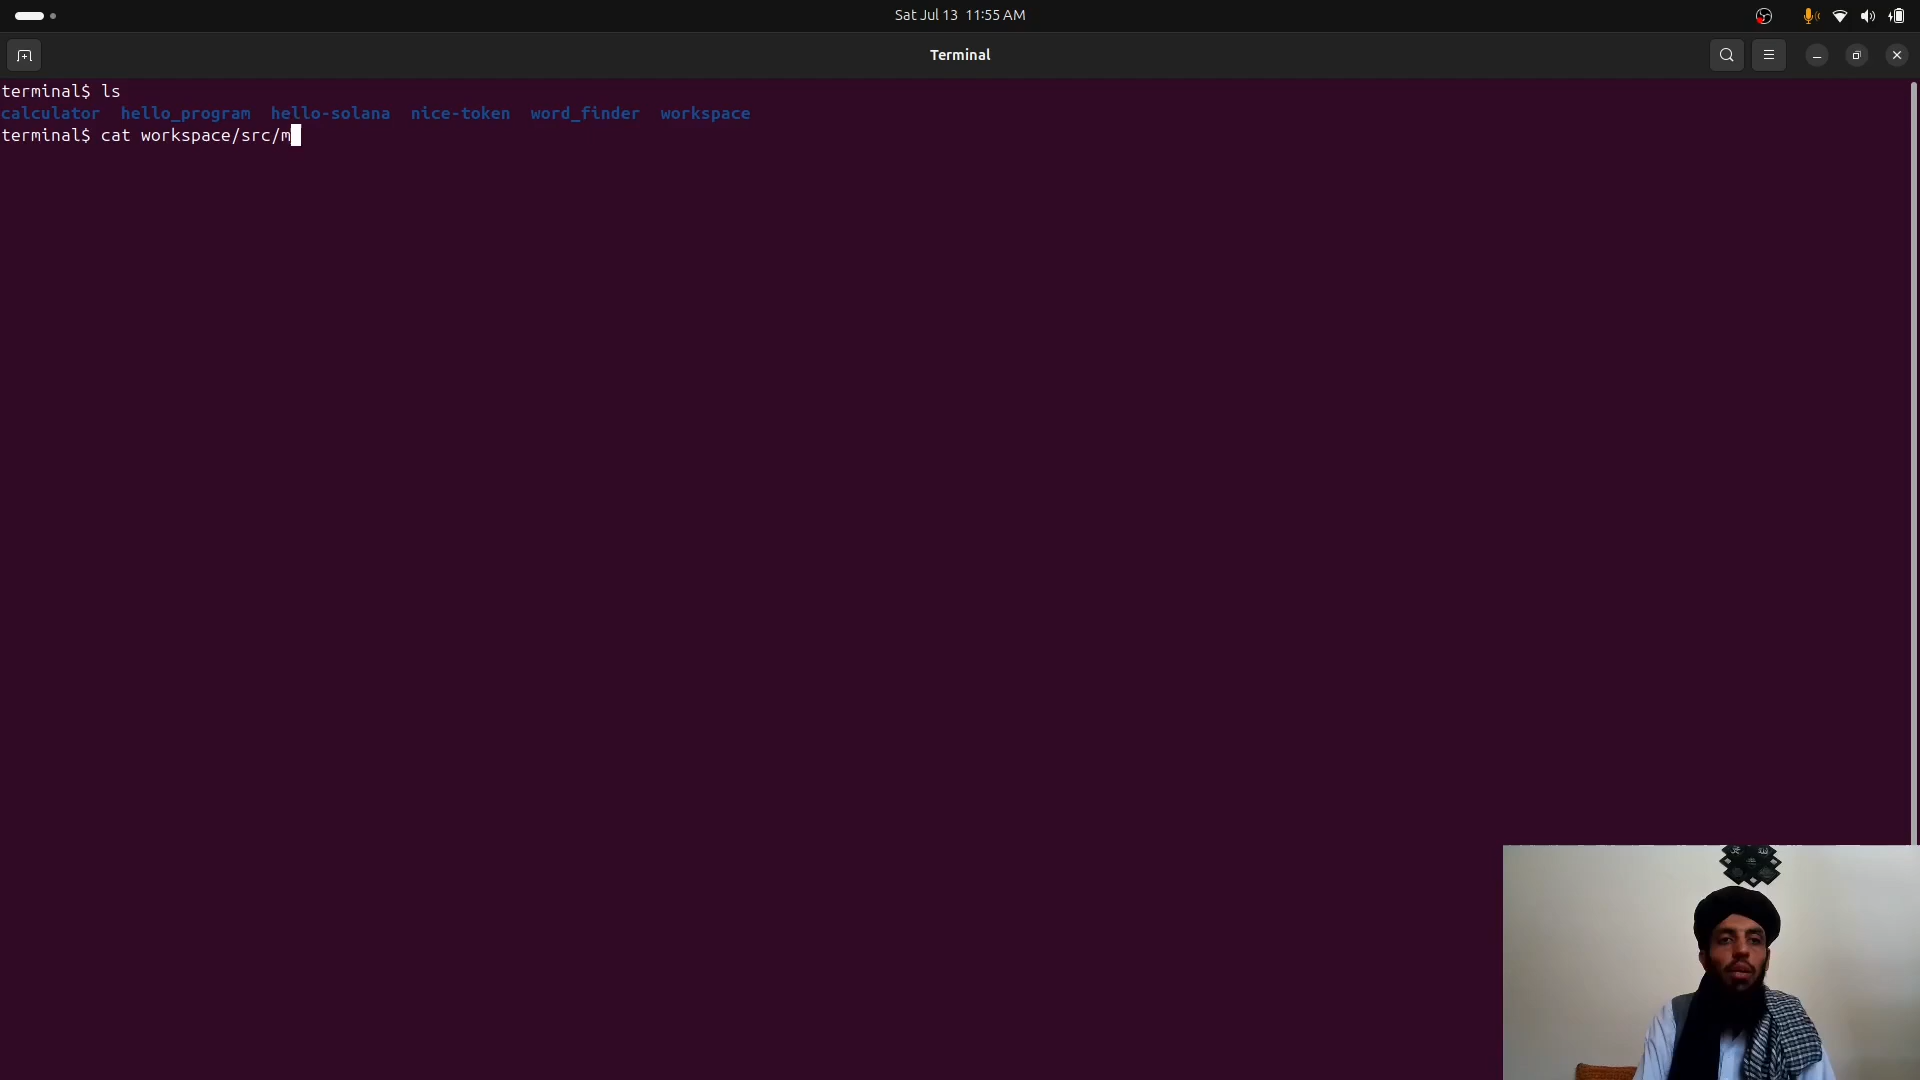 Sat Jul 13 11:55 AM
Terminal
terminal$ ls
calculator hello_program hello-solana nice-token word_finder workspace
terminal$ cat workspace/src/m